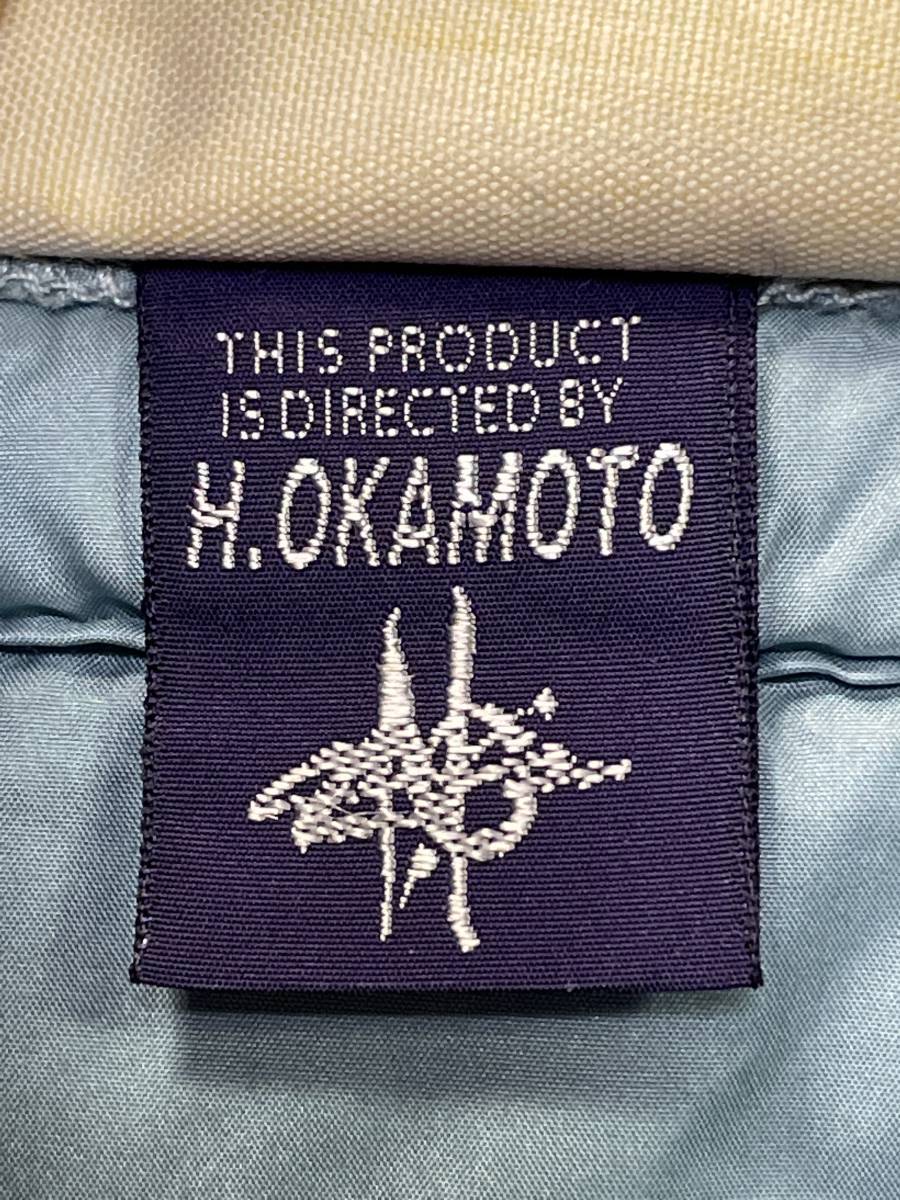 THIS PRODUCT
IS DIRECTED BY
H.OKAMOTO